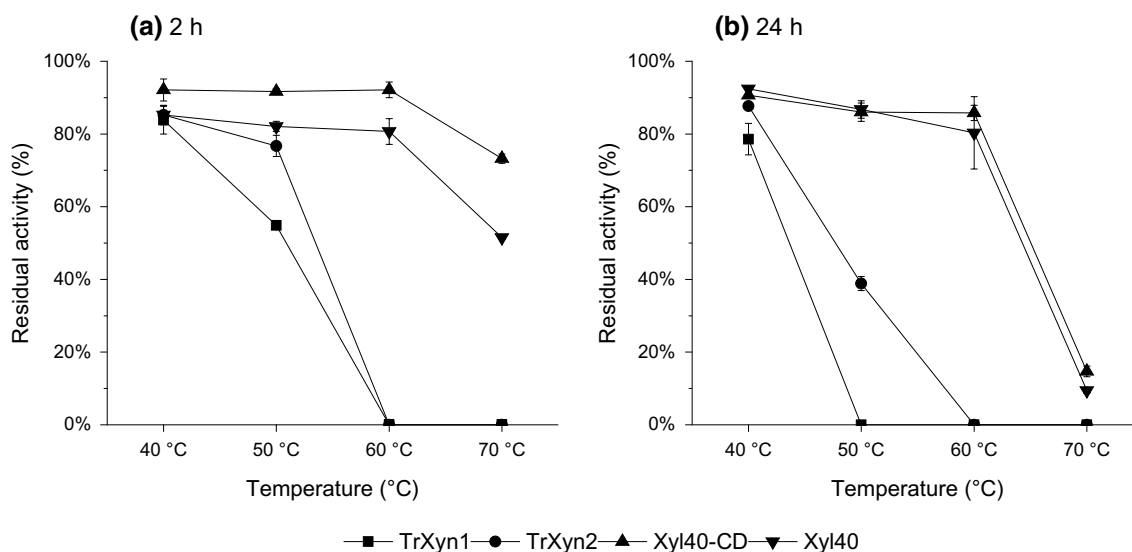 (a) 2 h
(b) 24 h
100%
80%
60%
40%
20%
0%
Residual activity (%)
40 °C 50 °C 60 °C 70 °C
Temperature (°C)
100%
80%
60%
40%
20%
0%
Residual activity (%)
40 °C 50 °C 60 °C 70 °C
Temperature (°C)
TrXyn1 TrXyn2 Xyl40-CD Xyl40